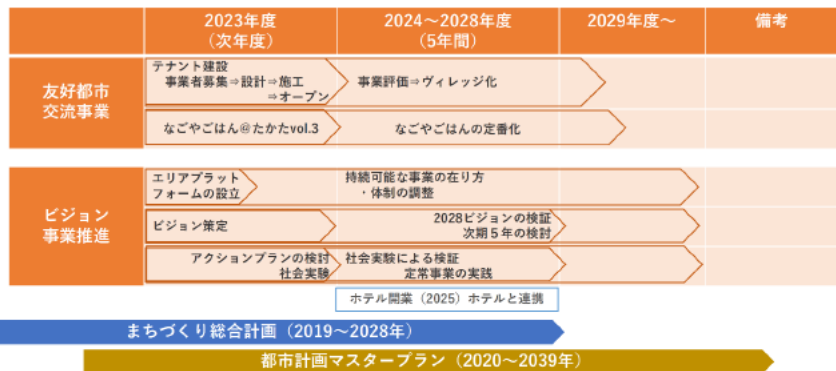 2023年度
（次年度）
2024～2028年度
（5年間）
2029年度～
備考
友好都市
交流事業
テナント建設
事業者募集⇒設計⇒施工
⇒オープン
事業評価⇒ヴィレッジ化
なごやごはん@たかたvol.3
なごやごはんの定番化
ビジョン
事業推進
エリアプラット
フォームの設立
持続可能な事業の在り方
・体制の調整
ビジョン策定
2028ビジョンの検証
次期５年の検討
アクションプランの検討
社会実験
社会実験による検証
定常事業の実践
ホテル開業（2025）ホテルと連携
まちづくり総合計画（2019～2028年）
都市計画マスタープラン（2020～2039年）